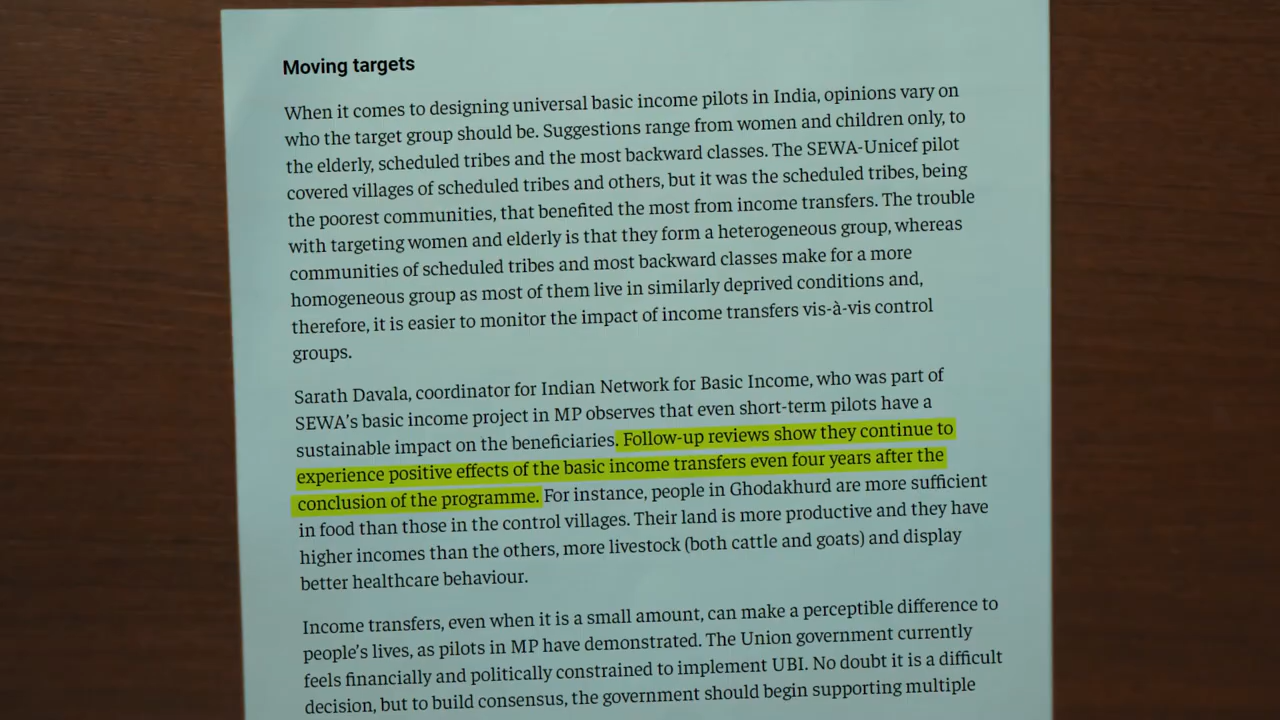 Moving targets
When it comes to designing universal basic income pilots in India, opinions vary on
who the target group should be. Suggestions range from women and children only, to
the elderly, scheduled tribes and the most backward classes. The SEWA-Unicef pilot
covered villages of scheduled tribes and others, but it was the scheduled tribes, being
the poorest communities, that benefited the most from income transfers. The trouble
with targeting women and elderly is that they form a heterogeneous group, whereas
communities of scheduled tribes and most backward classes make for a more
homogeneous group as most of them live in similarly deprived conditions and,
therefore, it is easier to monitor the impact of income transfers vis-à-vis control
groups.
Sarath Davala, coordinator for Indian Network for Basic Income, who was part of
SEWA's basic income project in MP observes that even short-term pilots have a
sustainable impact on the beneficiaries. Follow-up reviews show they continue to
experience positive effects of the basic income transfers even four years after the
conclusion of the programme. For instance, people in Ghodakhurd are more sufficient
in food than those in the control villages. Their land is more productive and they have
higher incomes than the others, more livestock (both cattle and goats) and display
better healthcare behaviour.
Income transfers, even when it is a small amount, can make a perceptible difference to
people's lives, as pilots in MP have demonstrated. The Union government currently
feels financially and politically constrained to implement UBI. No doubt it is a difficult
decision, but to build consensus, the government should begin supporting multiple